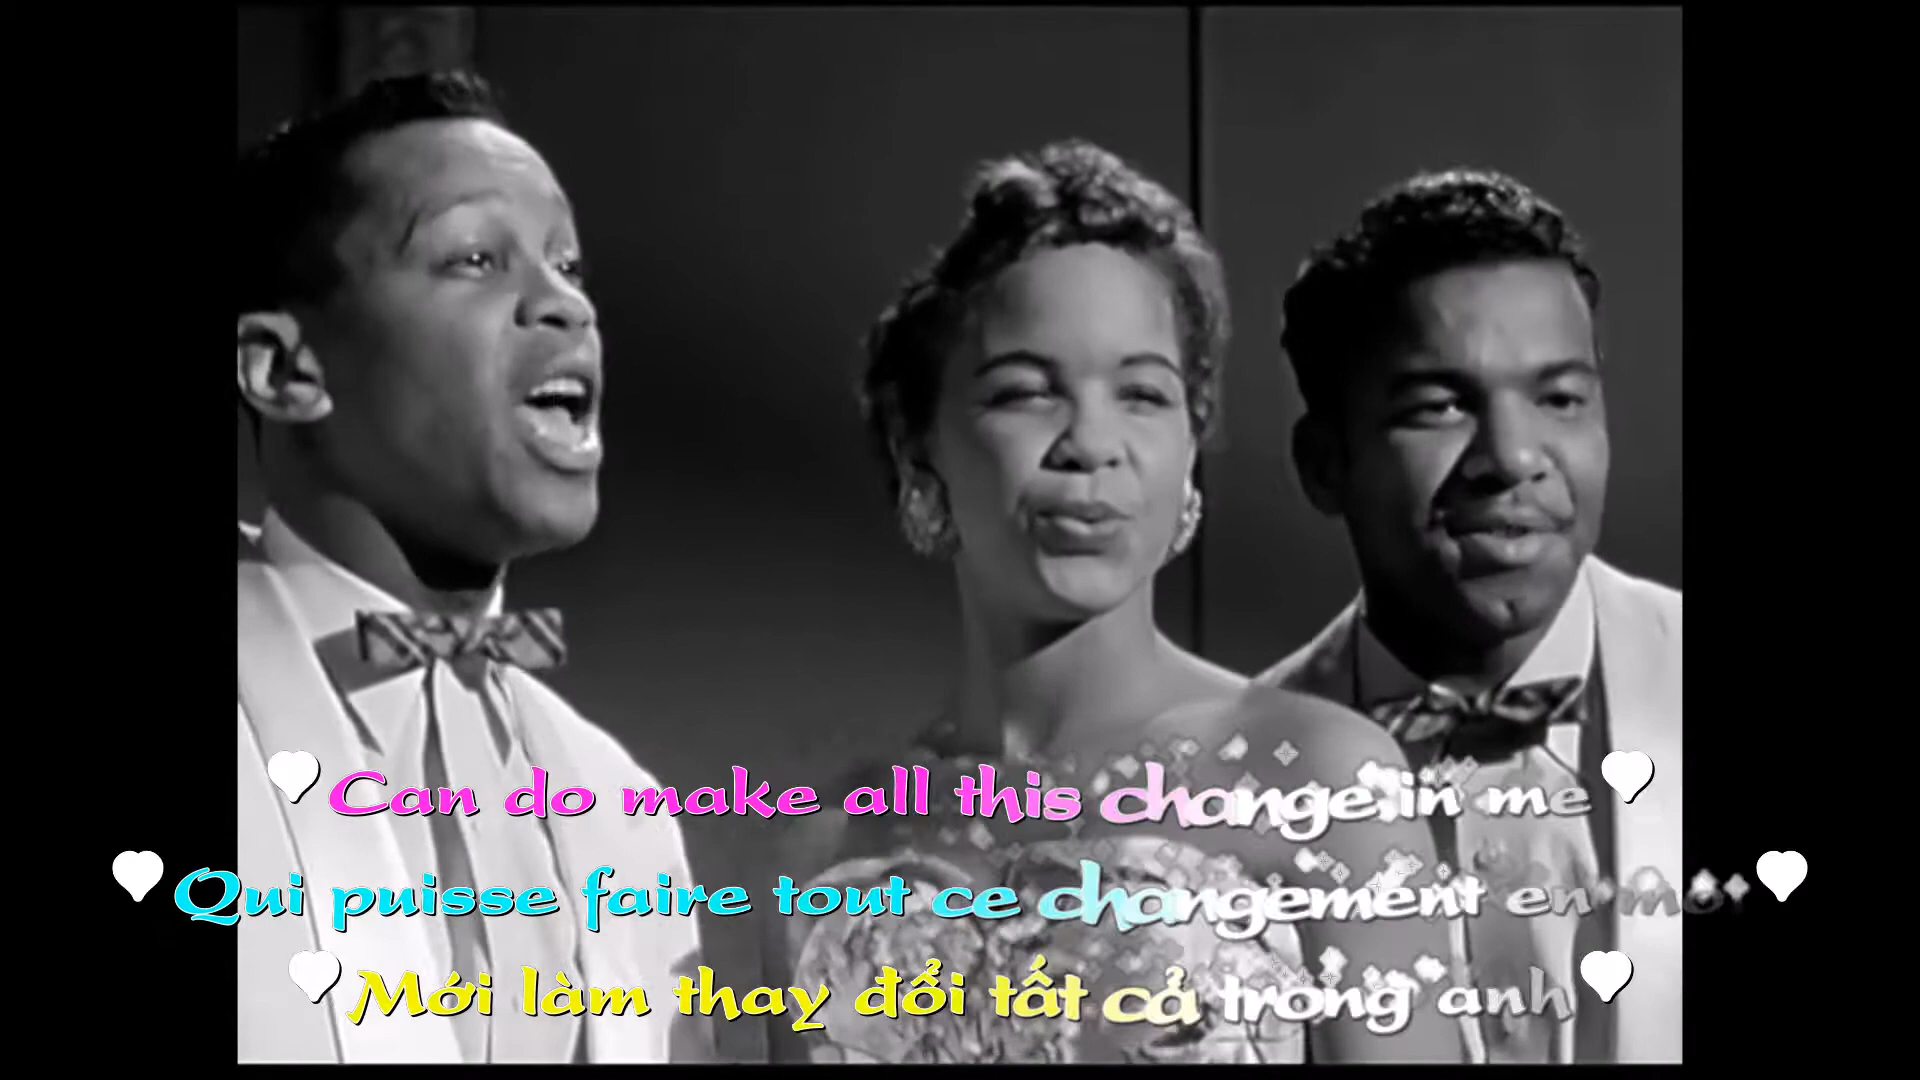 Can do make all this change in me
Qui puisse faire tout ce changement en moi
Mới làm thay đổi tất cả trong anh